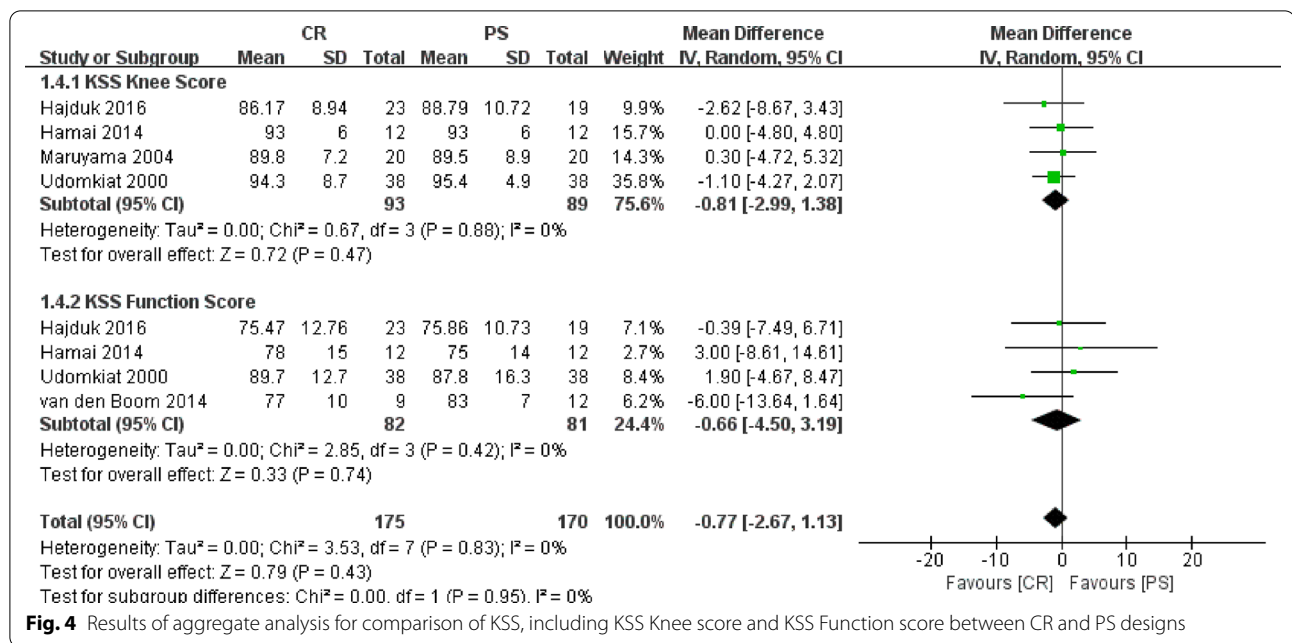 CR PS Mean Difference Mean Difference
Study or Subgroup Mean SD Total Mean SD Total Weight IV, Random, 95% CI IV, Random, 95% CI
1.4.1 KSS Knee Score
Hajduk 2016 86.17 8.94 23 88.79 10.72 19 9.9% -2.62 [-8.67, 3.43]
Hamai 2014 93 6 12 93 6 12 15.7% 0.00 [-4.80, 4.80]
Maruyama 2004 89.8 7.2 20 89.5 8.9 20 14.3% 0.30 [-4.72, 5.32]
Udomkiat 2000 94.3 8.7 38 95.4 4.9 38 35.8% -1.10 [-4.27, 2.07]
Subtotal (95% CI) 93 89 75.6% -0.81 [-2.99, 1.38]
Heterogeneity: Tau² = 0.00; Chi² = 0.67, df = 3 (P = 0.88); I² = 0%
Test for overall effect: Z = 0.72 (P = 0.47)
1.4.2 KSS Function Score
Hajduk 2016 75.47 12.76 23 75.86 10.73 19 7.1% -0.39 [-7.49, 6.71]
Hamai 2014 78 15 12 75 14 12 2.7% 3.00 [-8.61, 14.61]
Udomkiat 2000 89.7 12.7 38 87.8 16.3 38 8.4% 1.90 [-4.67, 8.47]
van den Boom 2014 77 10 9 83 7 12 6.2% -6.00 [-13.64, 1.64]
Subtotal (95% CI) 82 81 24.4% -0.66 [-4.50, 3.19]
Heterogeneity: Tau² = 0.00; Chi² = 2.85, df = 3 (P = 0.42); I² = 0%
Test for overall effect: Z = 0.33 (P = 0.74)
Total (95% CI) 175 170 100.0% -0.77 [-2.67, 1.13]
Heterogeneity: Tau² = 0.00; Chi² = 3.53, df = 7 (P = 0.83); I² = 0%
Test for overall effect: Z = 0.79 (P = 0.43)
Test for subgroup differences: Chi² = 0.00, df = 1 (P = 0.95), I² = 0%
-20 -10 0 10 20
Favours [CR] Favours [PS]
Fig. 4 Results of aggregate analysis for comparison of KSS, including KSS Knee score and KSS Function score between CR and PS designs